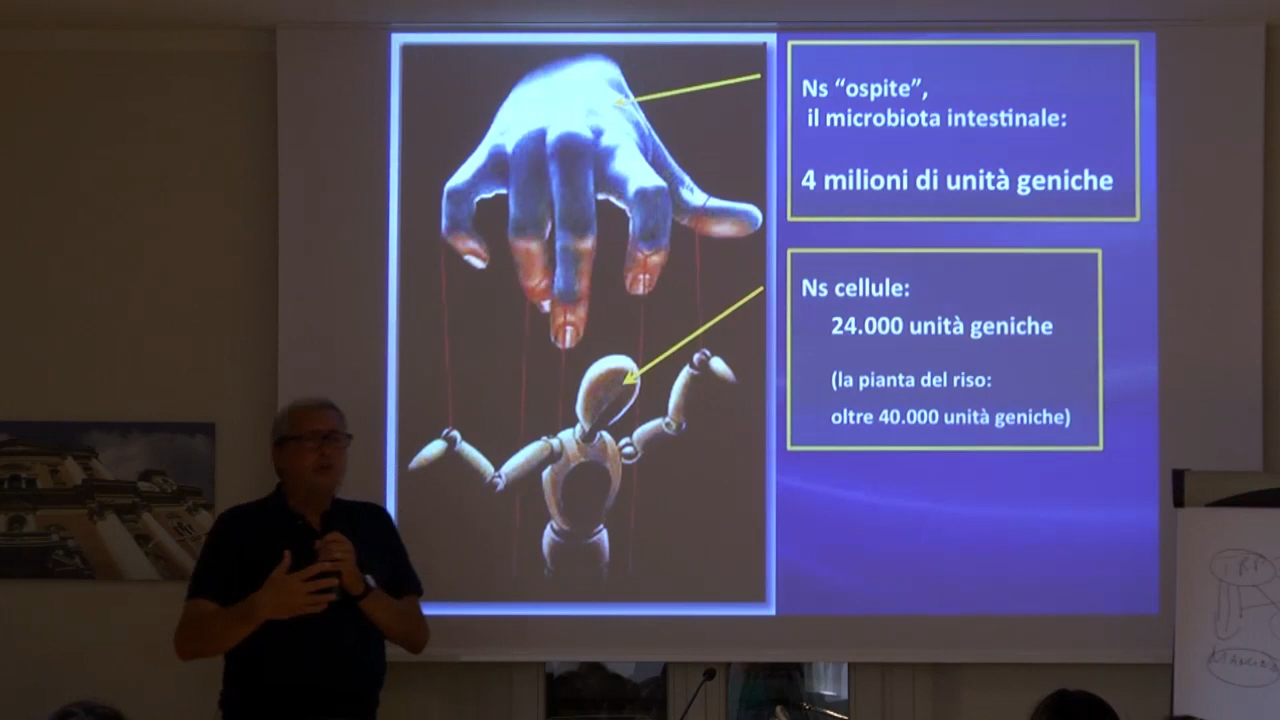 Ns “ospite”,
il microbiota intestinale:
4 milioni di unità geniche
Ns cellule:
24.000 unità geniche
(la pianta del riso:
oltre 40.000 unità geniche)
TRP